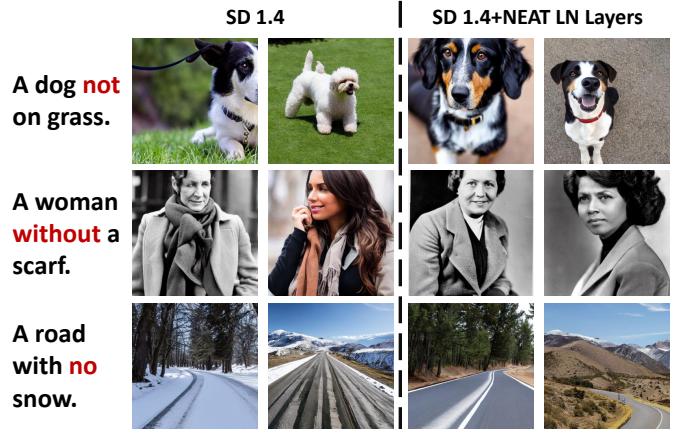 SD 1.4
SD 1.4+NEAT LN Layers
A dog not
on grass.
A woman
without a
scarf.
A road
with no
snow.